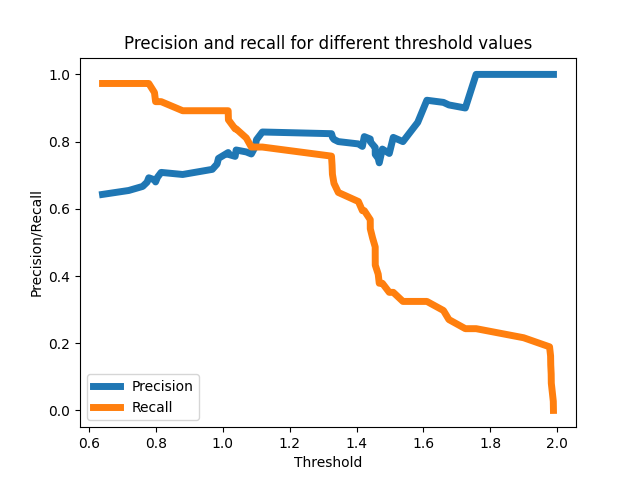 Precision and recall for different threshold values
1.0
0.8
0.6
0.4
0.2
0.0
Precision/Recall
Precision
Recall
0.6 0.8 1.0 1.2 1.4 1.6 1.8 2.0
Threshold